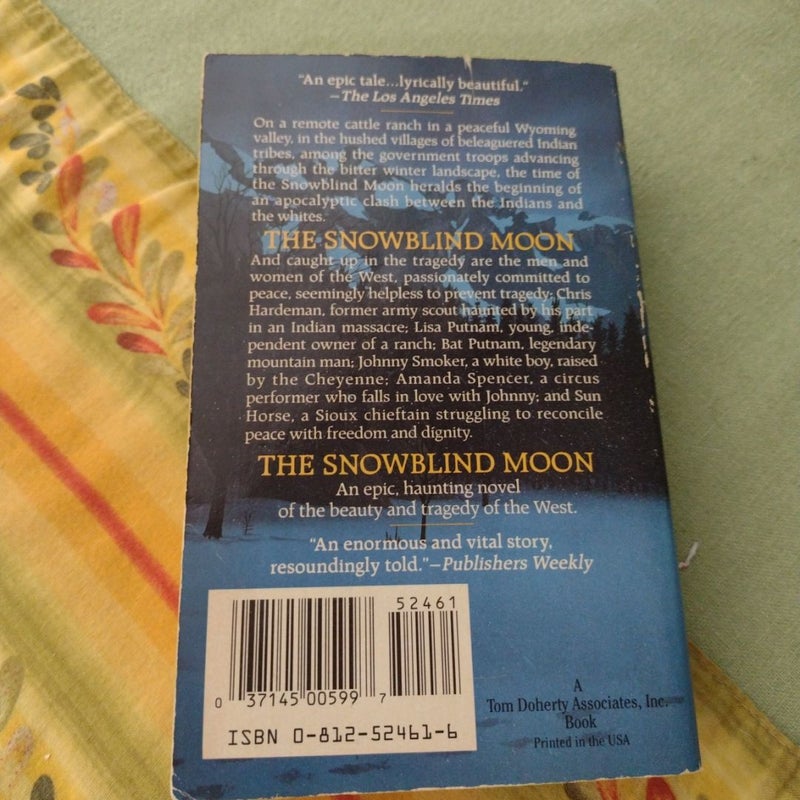 "An epic tale...lyrically beautiful."
—The Los Angeles Times
On a remote cattle ranch in a peaceful Wyoming
valley, in the hushed villages of beleaguered Indian
tribes, among the government troops advancing
through the bitter winter landscape, the time of
the Snowblind Moon heralds the beginning of
an apocalyptic clash between the Indians and
the whites.
THE SNOWBLIND MOON
And caught up in the tragedy are the men and
women of the West, passionately committed to
peace, seemingly helpless to prevent tragedy: Chris
Hardeman, former army scout haunted by his part
in an Indian massacre; Lisa Putnam, young, inde-
pendent owner of a ranch; Bat Putnam, legendary
mountain man; Johnny Smoker, a white boy, raised
by the Cheyenne; Amanda Spencer, a circus
performer who falls in love with Johnny; and Sun
Horse, a Sioux chieftain struggling to reconcile
peace with freedom and dignity.
THE SNOWBLIND MOON
An epic, haunting novel
of the beauty and tragedy of the West.
"An enormous and vital story,
resoundingly told."—Publishers Weekly
52461
0 37145 00599 7
ISBN 0-812-52461-6
A
Tom Doherty Associates, Inc.
Book
Printed in the USA